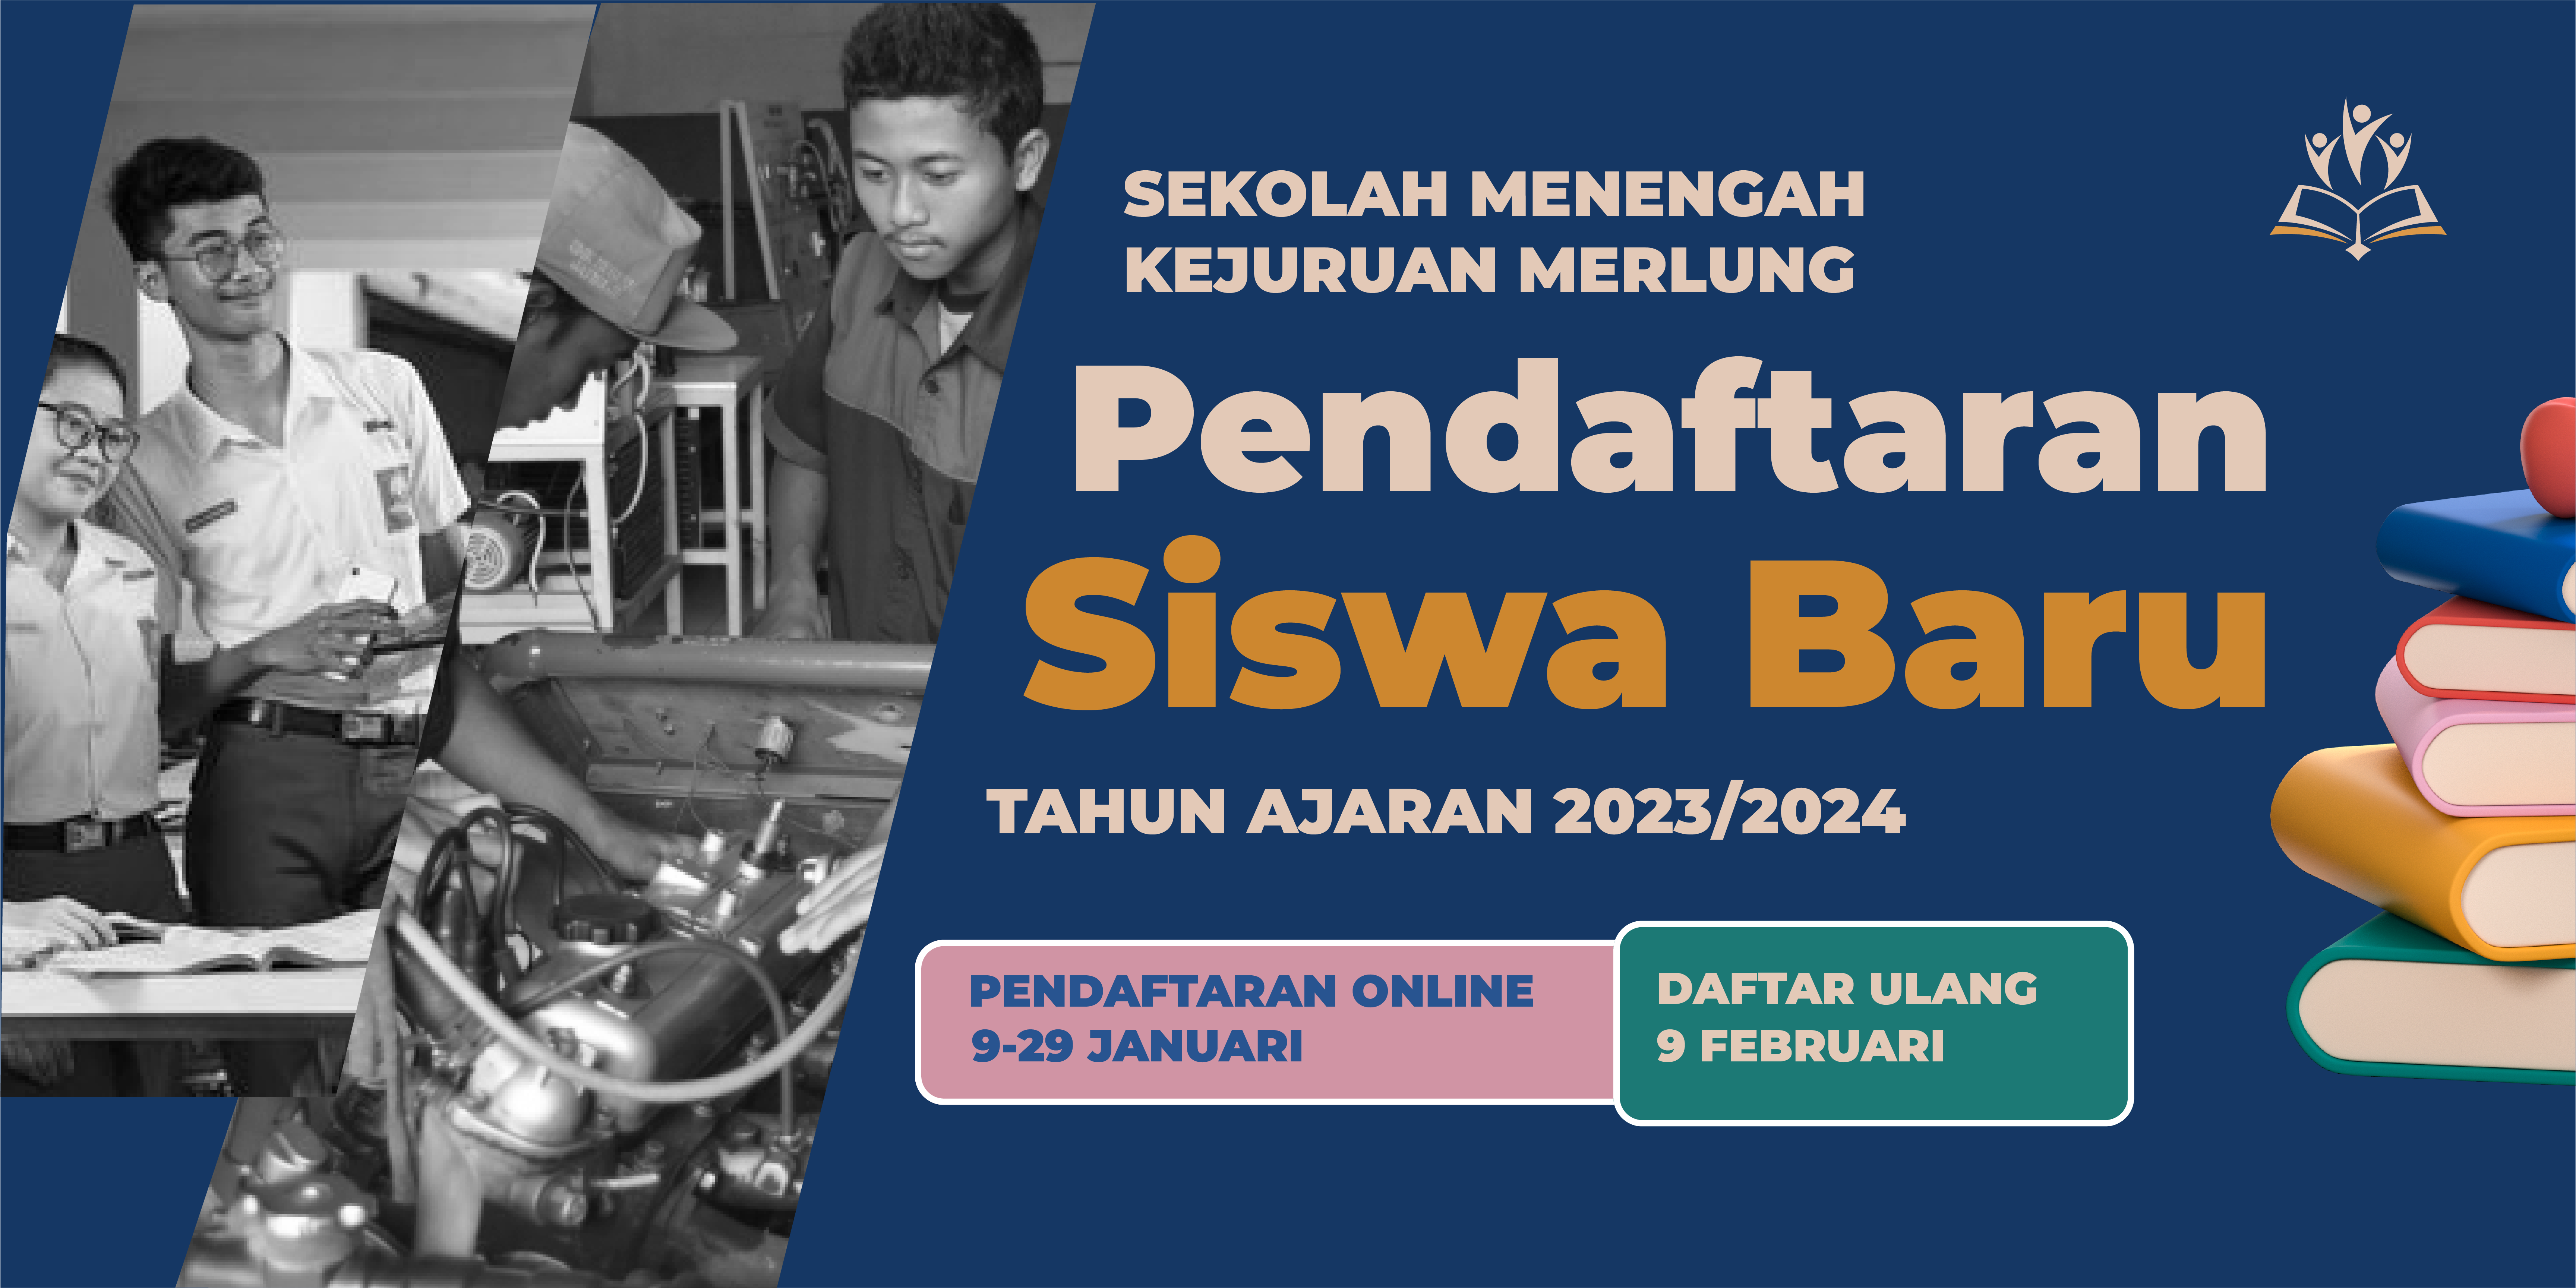 SEKOLAH MENENGAH
KEJURUAN MERLUNG
Pendaftaran
Siswa Baru
TAHUN AJARAN 2023/2024
PENDAFTARAN ONLINE
9-29 JANUARI
DAFTAR ULANG
9 FEBRUARI